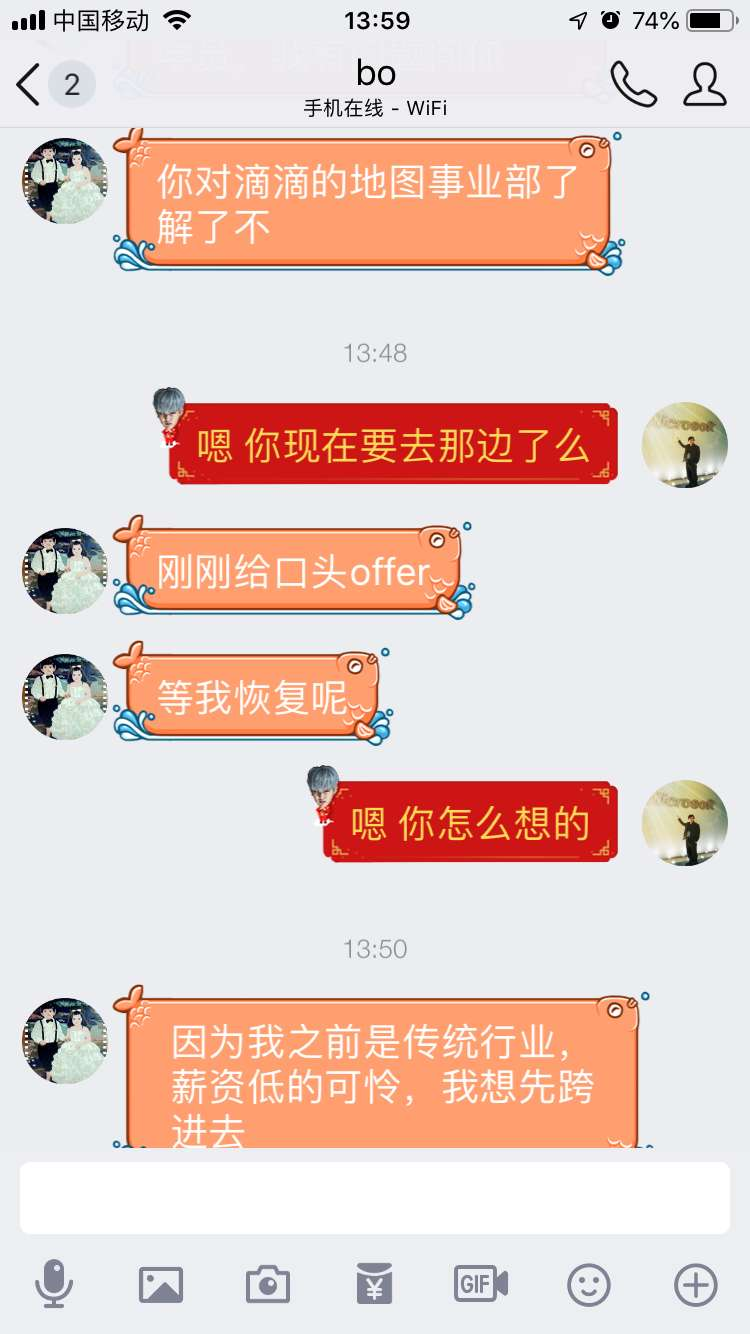 中国移动
13:59
74%
2
bo
手机在线 - WiFi
你对滴滴的地图事业部了
解了不
13:48
嗯 你现在要去那边了么
Microsoft
刚刚给口头offer
等我恢复呢
嗯 你怎么想的
Microsoft
13:50
因为我之前是传统行业，
薪资低的可怜，我想先跨
进去
GIF